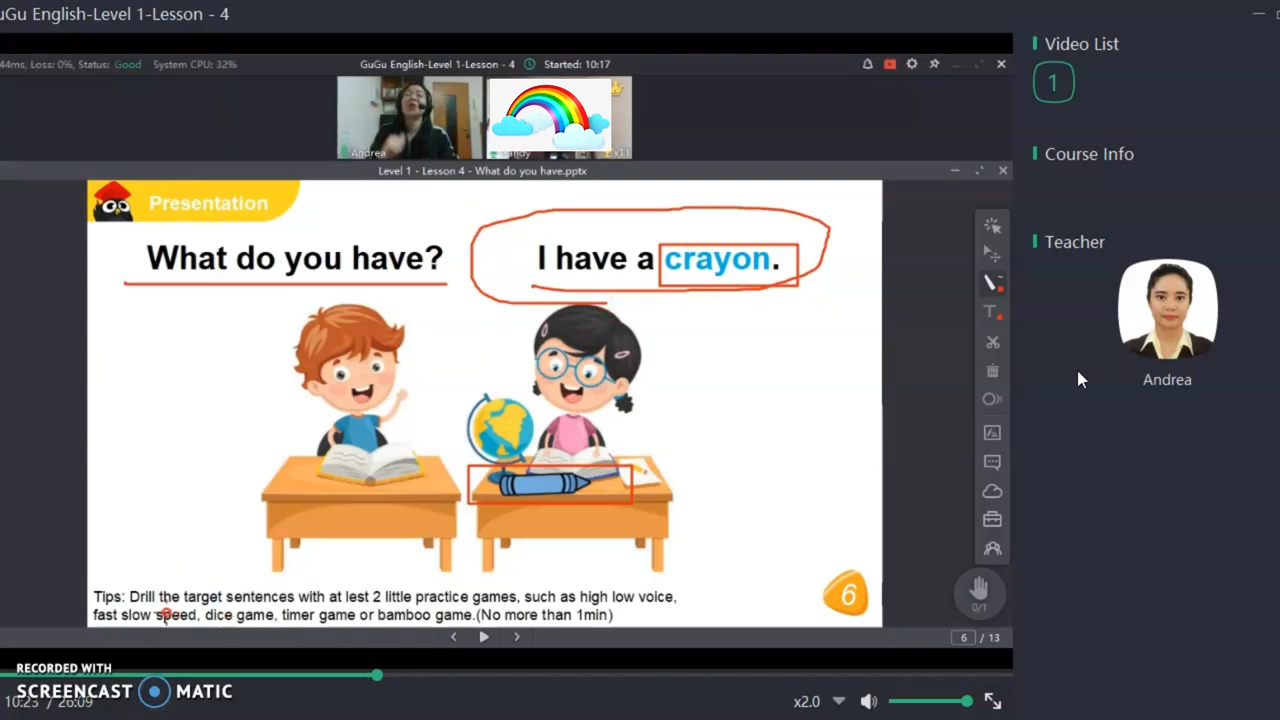 uGu English-Level 1-Lesson - 4
Video List
1
Course Info
Teacher
Andrea
44ms, Loss: 0%, Status: Good System CPU: 32%
GuGu English-Level 1-Lesson - 4 Started: 10:17
Andrea
x11
Level 1 - Lesson 4 - What do you have.pptx
Presentation
What do you have?
I have a crayon.
Tips: Drill the target sentences with at lest 2 little practice games, such as high low voice,
fast slow speed, dice game, timer game or bamboo game.(No more than 1min)
6
0/1
6 / 13
RECORDED WITH
SCREENCAST MATIC
10:23 / 26:09
x2.0